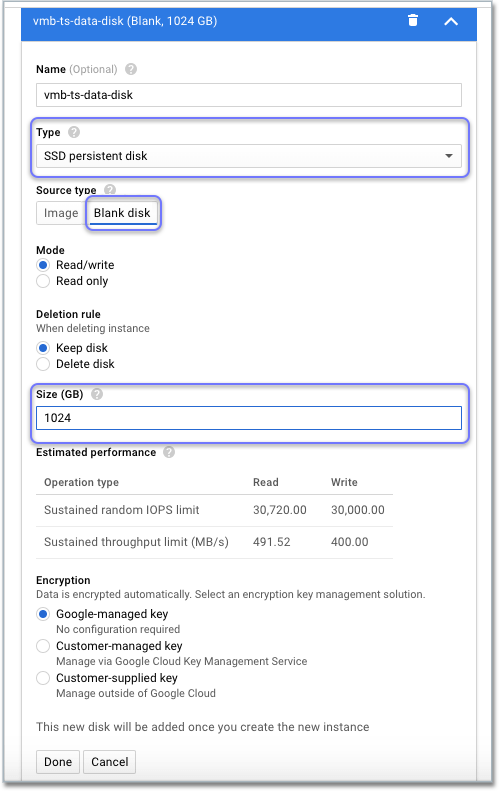 vmb-ts-data-disk (Blank, 1024 GB)
Name (Optional) ?
vmb-ts-data-disk
Type ?
SSD persistent disk
Source type ?
Image Blank disk
Mode
Read/write
Read only
Deletion rule
When deleting instance
Keep disk
Delete disk
Size (GB) ?
1024
Estimated performance ?
Operation type Read Write
Sustained random IOPS limit 30,720.00 30,000.00
Sustained throughput limit (MB/s) 491.52 400.00
Encryption
Data is encrypted automatically. Select an encryption key management solution.
Google-managed key
No configuration required
Customer-managed key
Manage via Google Cloud Key Management Service
Customer-supplied key
Manage outside of Google Cloud
This new disk will be added once you create the new instance
Done Cancel